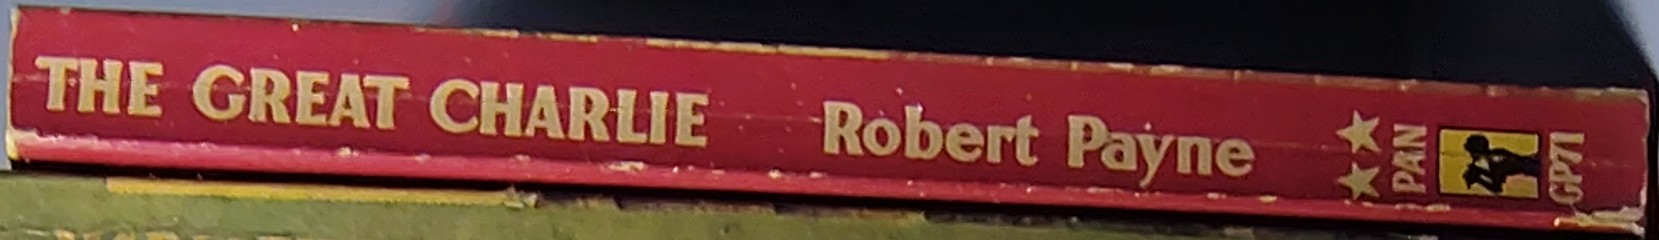 THE GREAT CHARLIE
Robert Payne
PAN
GP71